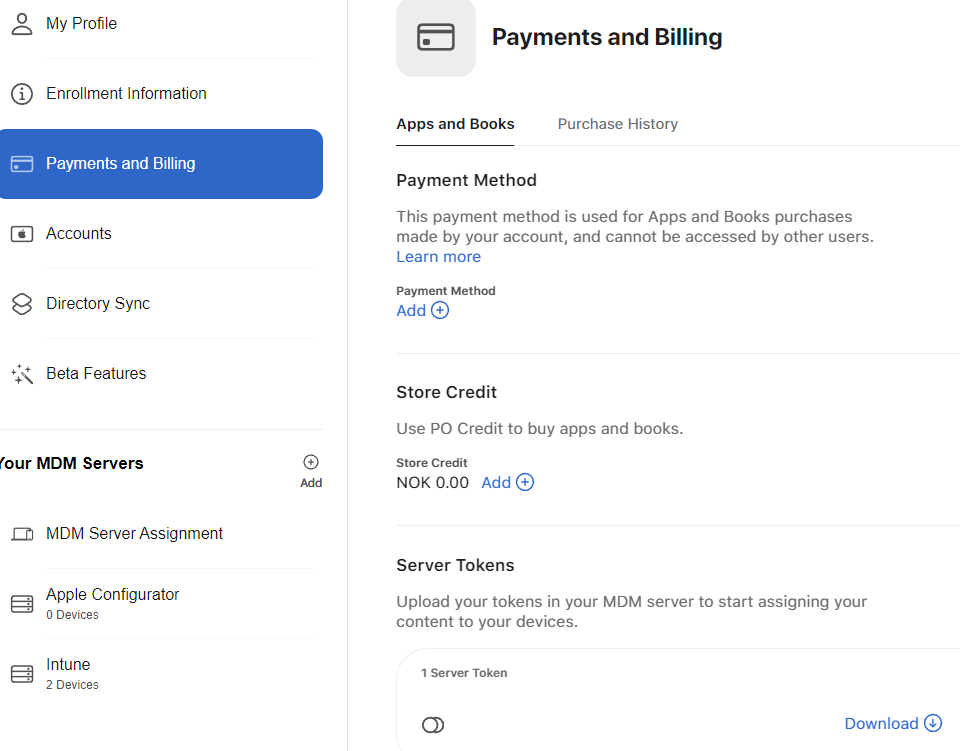 My Profile
Enrollment Information
Payments and Billing
Accounts
Directory Sync
Beta Features
Your MDM Servers
Add
MDM Server Assignment
Apple Configurator
0 Devices
Intune
2 Devices
Payments and Billing
Apps and Books
Purchase History
Payment Method
This payment method is used for Apps and Books purchases
made by your account, and cannot be accessed by other users.
Learn more
Payment Method
Add
Store Credit
Use PO Credit to buy apps and books.
Store Credit
NOK 0.00 Add
Server Tokens
Upload your tokens in your MDM server to start assigning your
content to your devices.
1 Server Token
Download